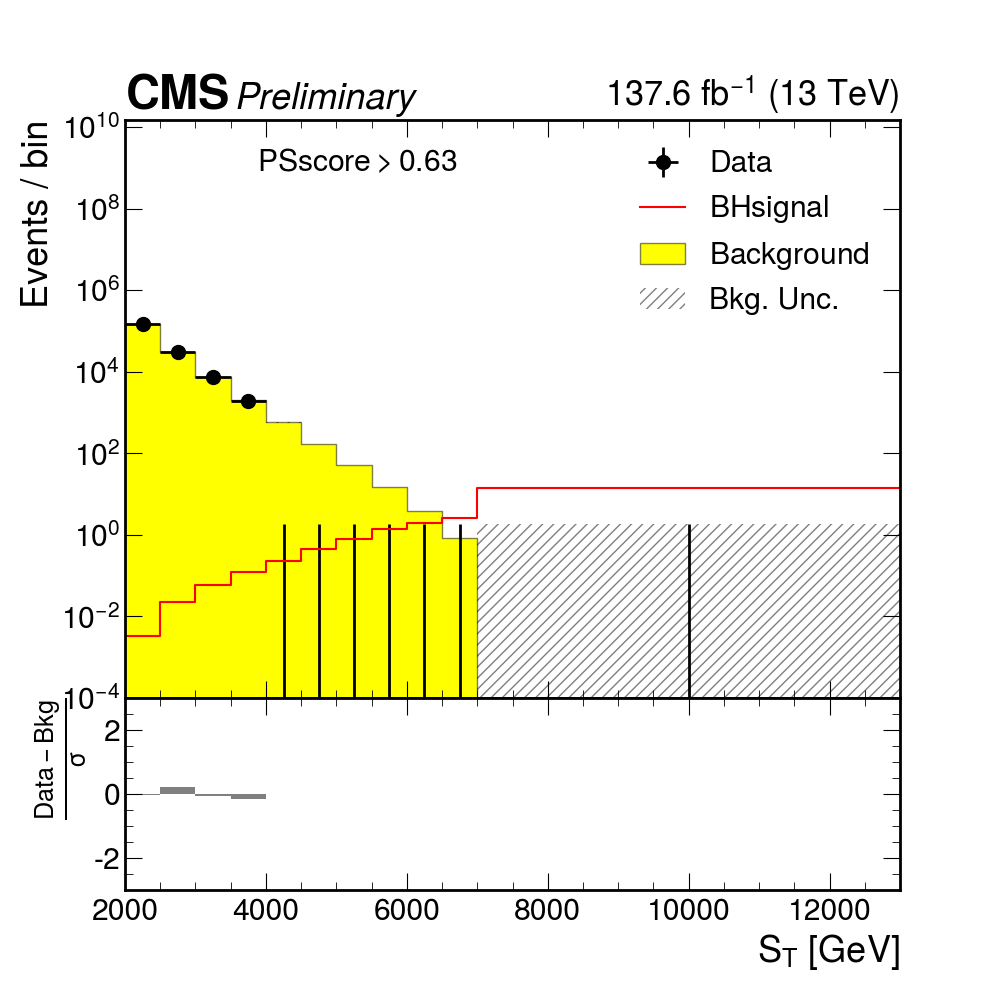 CMS Preliminary 137.6 fb⁻¹ (13 TeV)
Events / bin
10¹⁰
10⁸
10⁶
10⁴
10²
10⁰
10⁻²
10⁻⁴
PSscore > 0.63
Data
BHsignal
Background
Bkg. Unc.
Data – Bkg
σ
2
0
-2
2000 4000 6000 8000 10000 12000
S_T [GeV]